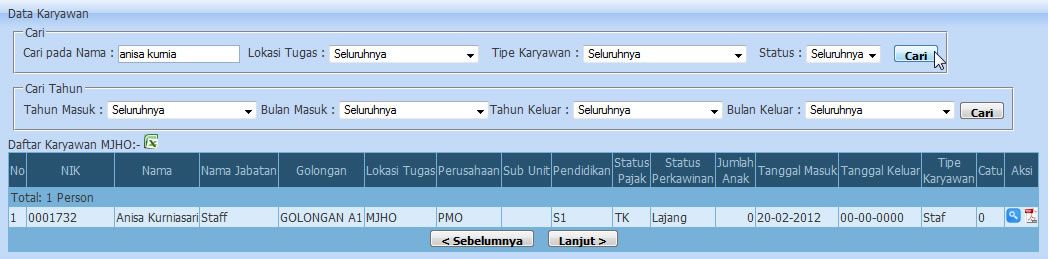 Data Karyawan
Cari
Cari pada Nama : anisa kurnia Lokasi Tugas : Seluruhnya Tipe Karyawan : Seluruhnya Status : Seluruhnya Cari
Cari Tahun
Tahun Masuk : Seluruhnya Bulan Masuk : Seluruhnya Tahun Keluar : Seluruhnya Bulan Keluar : Seluruhnya Cari
Daftar Karyawan MJHO:-
No NIK Nama Nama Jabatan Golongan Lokasi Tugas Perusahaan Sub Unit Pendidikan Status Pajak Status Perkawinan Jumlah Anak Tanggal Masuk Tanggal Keluar Tipe Karyawan Catu Aksi
Total: 1 Person
1 0001732 Anisa Kurniasari Staff GOLONGAN A1 MJHO PMO S1 TK Lajang 0 20-02-2012 00-00-0000 Staf 0
< Sebelumnya Lanjut >